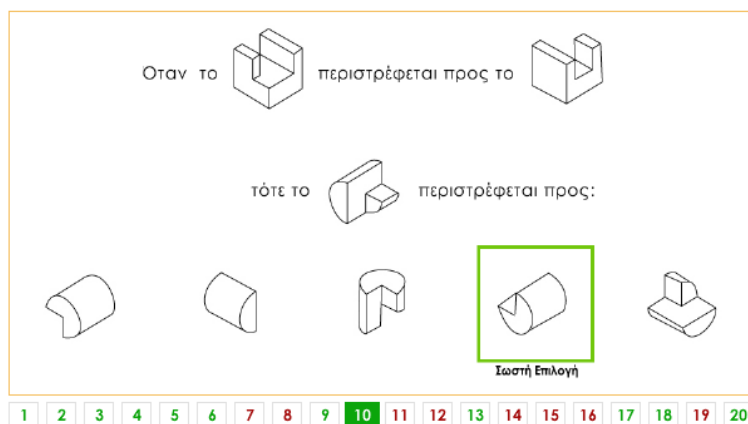 Όταν το περιστρέφεται προς το
τότε το περιστρέφεται προς:
Σωστή Επιλογή
1 2 3 4 5 6 7 8 9 10 11 12 13 14 15 16 17 18 19 20